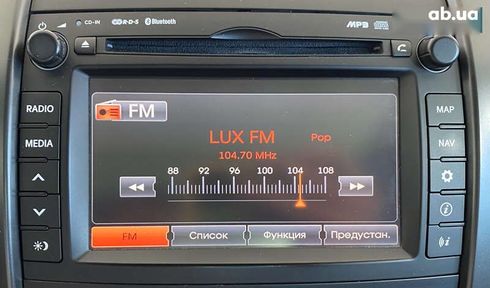 ab.ua
CD-IN R·D·S Bluetooth MP3
RADIO
MEDIA
MAP
NAV
FM
LUX FM Pop
104,70 MHz
88 92 96 100 104 108
FM Список Функция Предустан.